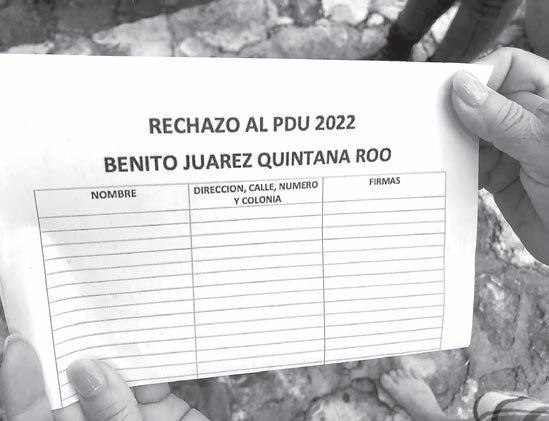 RECHAZO AL PDU 2022
BENITO JUAREZ QUINTANA ROO
NOMBRE
DIRECCION, CALLE, NUMERO
Y COLONIA
FIRMAS